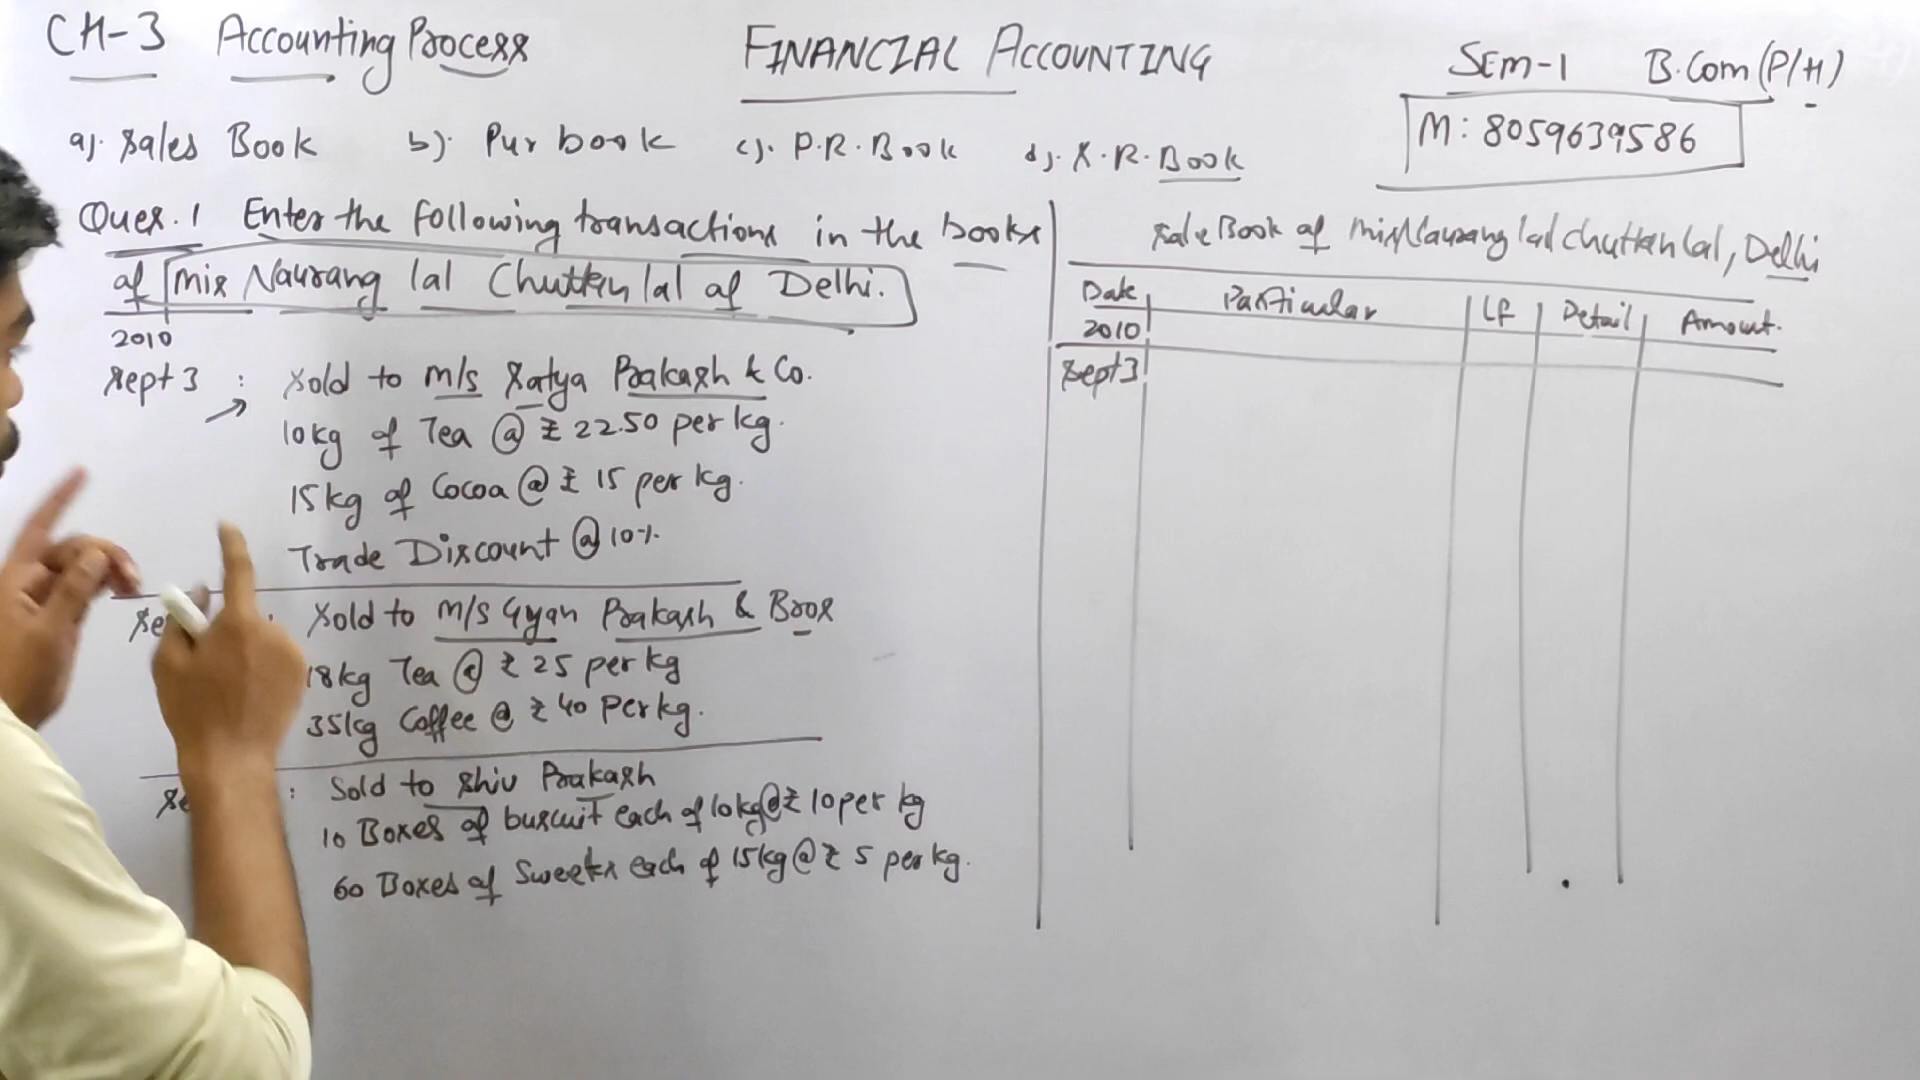 CH-3 Accounting Process
FINANCIAL ACCOUNTING
SEM-1 B.Com (P/H)
M: 8059639586
a). Sales Book b). Pur book c). P.R. Book d). S.R. Book
Ques. 1 Enter the following transactions in the books
of M/s Naurang lal Chuttan lal of Delhi.
2010
Sept 3 : Sold to M/s Satya Prakash & Co.
10kg of Tea @ ₹ 22.50 per kg.
15kg of Cocoa @ ₹ 15 per kg.
Trade Discount @ 10%
Sold to M/s Gyan Prakash & Bros
18kg Tea @ ₹ 25 per kg
35kg Coffee @ ₹ 40 per kg.
: Sold to Shiv Prakash
10 Boxes of buscuit each of 10kg @ ₹ 10 per kg
60 Boxes of Sweets each of 15kg @ ₹ 5 per kg.
Sale Book of M/s Naurang lal Chuttan lal, Delhi
Date Particular LF Detail Amount.
2010
Sept 3